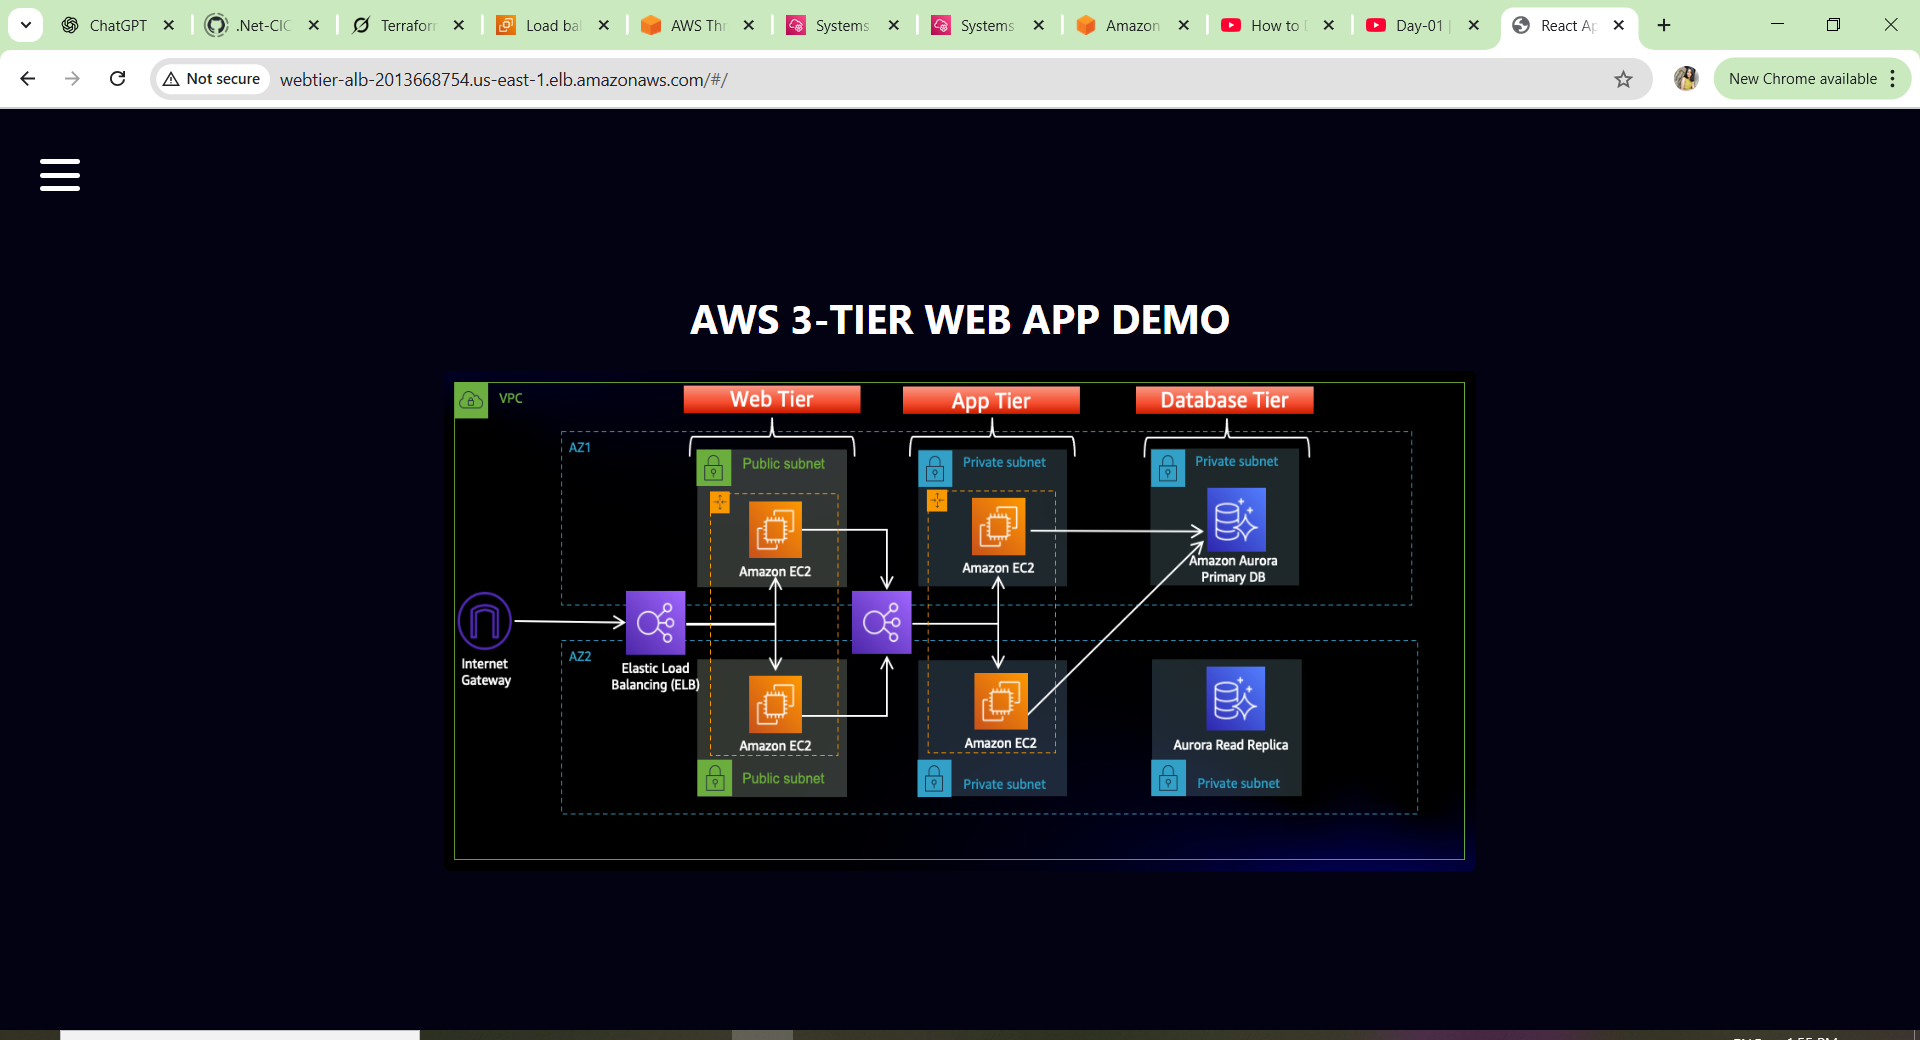 ChatGPT
.Net-CIC
Terraform
Load bal
AWS Thr
Systems
Systems
Amazon
How to D
Day-01 |
React Ap
Not secure
webtier-alb-2013668754.us-east-1.elb.amazonaws.com/#/
New Chrome available
AWS 3-TIER WEB APP DEMO
VPC
Web Tier
App Tier
Database Tier
AZ1
Public subnet
Private subnet
Private subnet
Amazon EC2
Amazon EC2
Amazon Aurora
Primary DB
Internet
Gateway
Elastic Load
Balancing (ELB)
AZ2
Amazon EC2
Amazon EC2
Aurora Read Replica
Public subnet
Private subnet
Private subnet